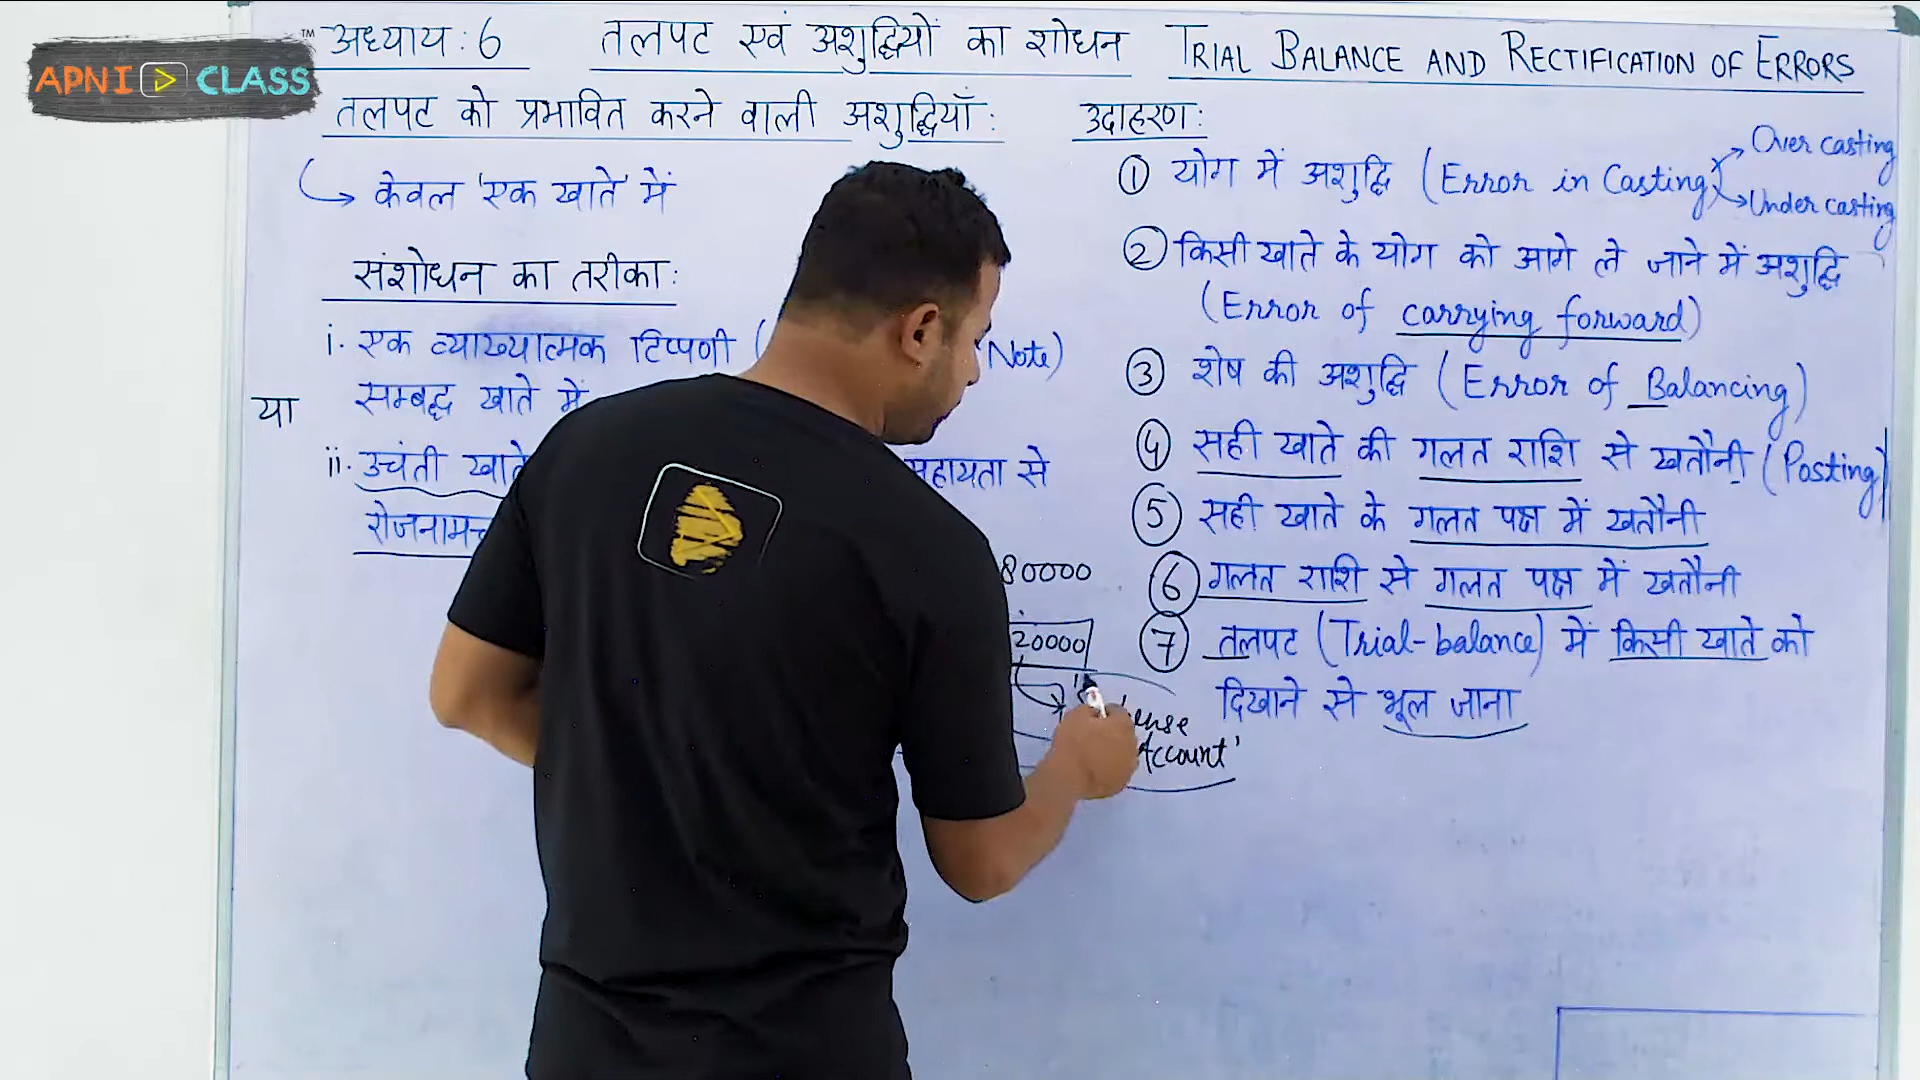 APNI CLASS
TM
अध्याय : 6 तलपट एवं अशुद्धियों का शोधन TRIAL BALANCE AND RECTIFICATION OF ERRORS
तलपट को प्रभावित करने वाली अशुद्धियाँ :
केवल 'एक खाते' में
संशोधन का तरीका :
i. एक व्याख्यात्मक टिप्पणी ( Note)
सम्बद्ध खाते में
या
ii. उचंती खाते सहायता से
80000
20000
Account'
उदाहरण :
① योग में अशुद्धि (Error in Casting)
Over casting
Under casting
② किसी खाते के योग को आगे ले जाने में अशुद्धि
(Error of carrying forward)
③ शेष की अशुद्धि (Error of Balancing)
④ सही खाते की गलत राशि से खतौनी (Posting)
⑤ सही खाते के गलत पक्ष में खतौनी
⑥ गलत राशि से गलत पक्ष में खतौनी
⑦ तलपट (Trial-balance) में किसी खाते को
दिखाने से भूल जाना